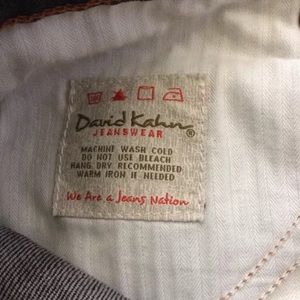 David Kahn®
JEANSWEAR
MACHINE WASH COLD
DO NOT USE BLEACH
HANG DRY RECOMMENDED
WARM IRON IF NEEDED
We Are a Jeans Nation